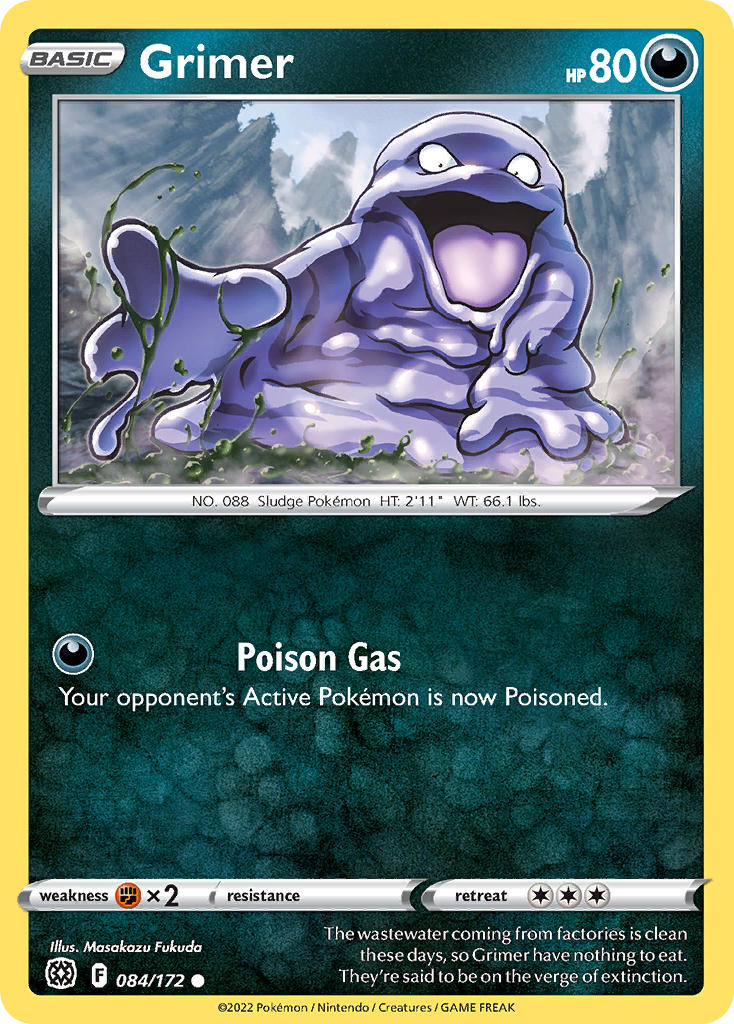 BASIC Grimer HP 80
NO. 088 Sludge Pokémon HT: 2'11" WT: 66.1 lbs.
Poison Gas
Your opponent's Active Pokémon is now Poisoned.
weakness ×2 resistance retreat
Illus. Masakazu Fukuda
F 084/172
The wastewater coming from factories is clean
these days, so Grimer have nothing to eat.
They're said to be on the verge of extinction.
©2022 Pokémon / Nintendo / Creatures / GAME FREAK